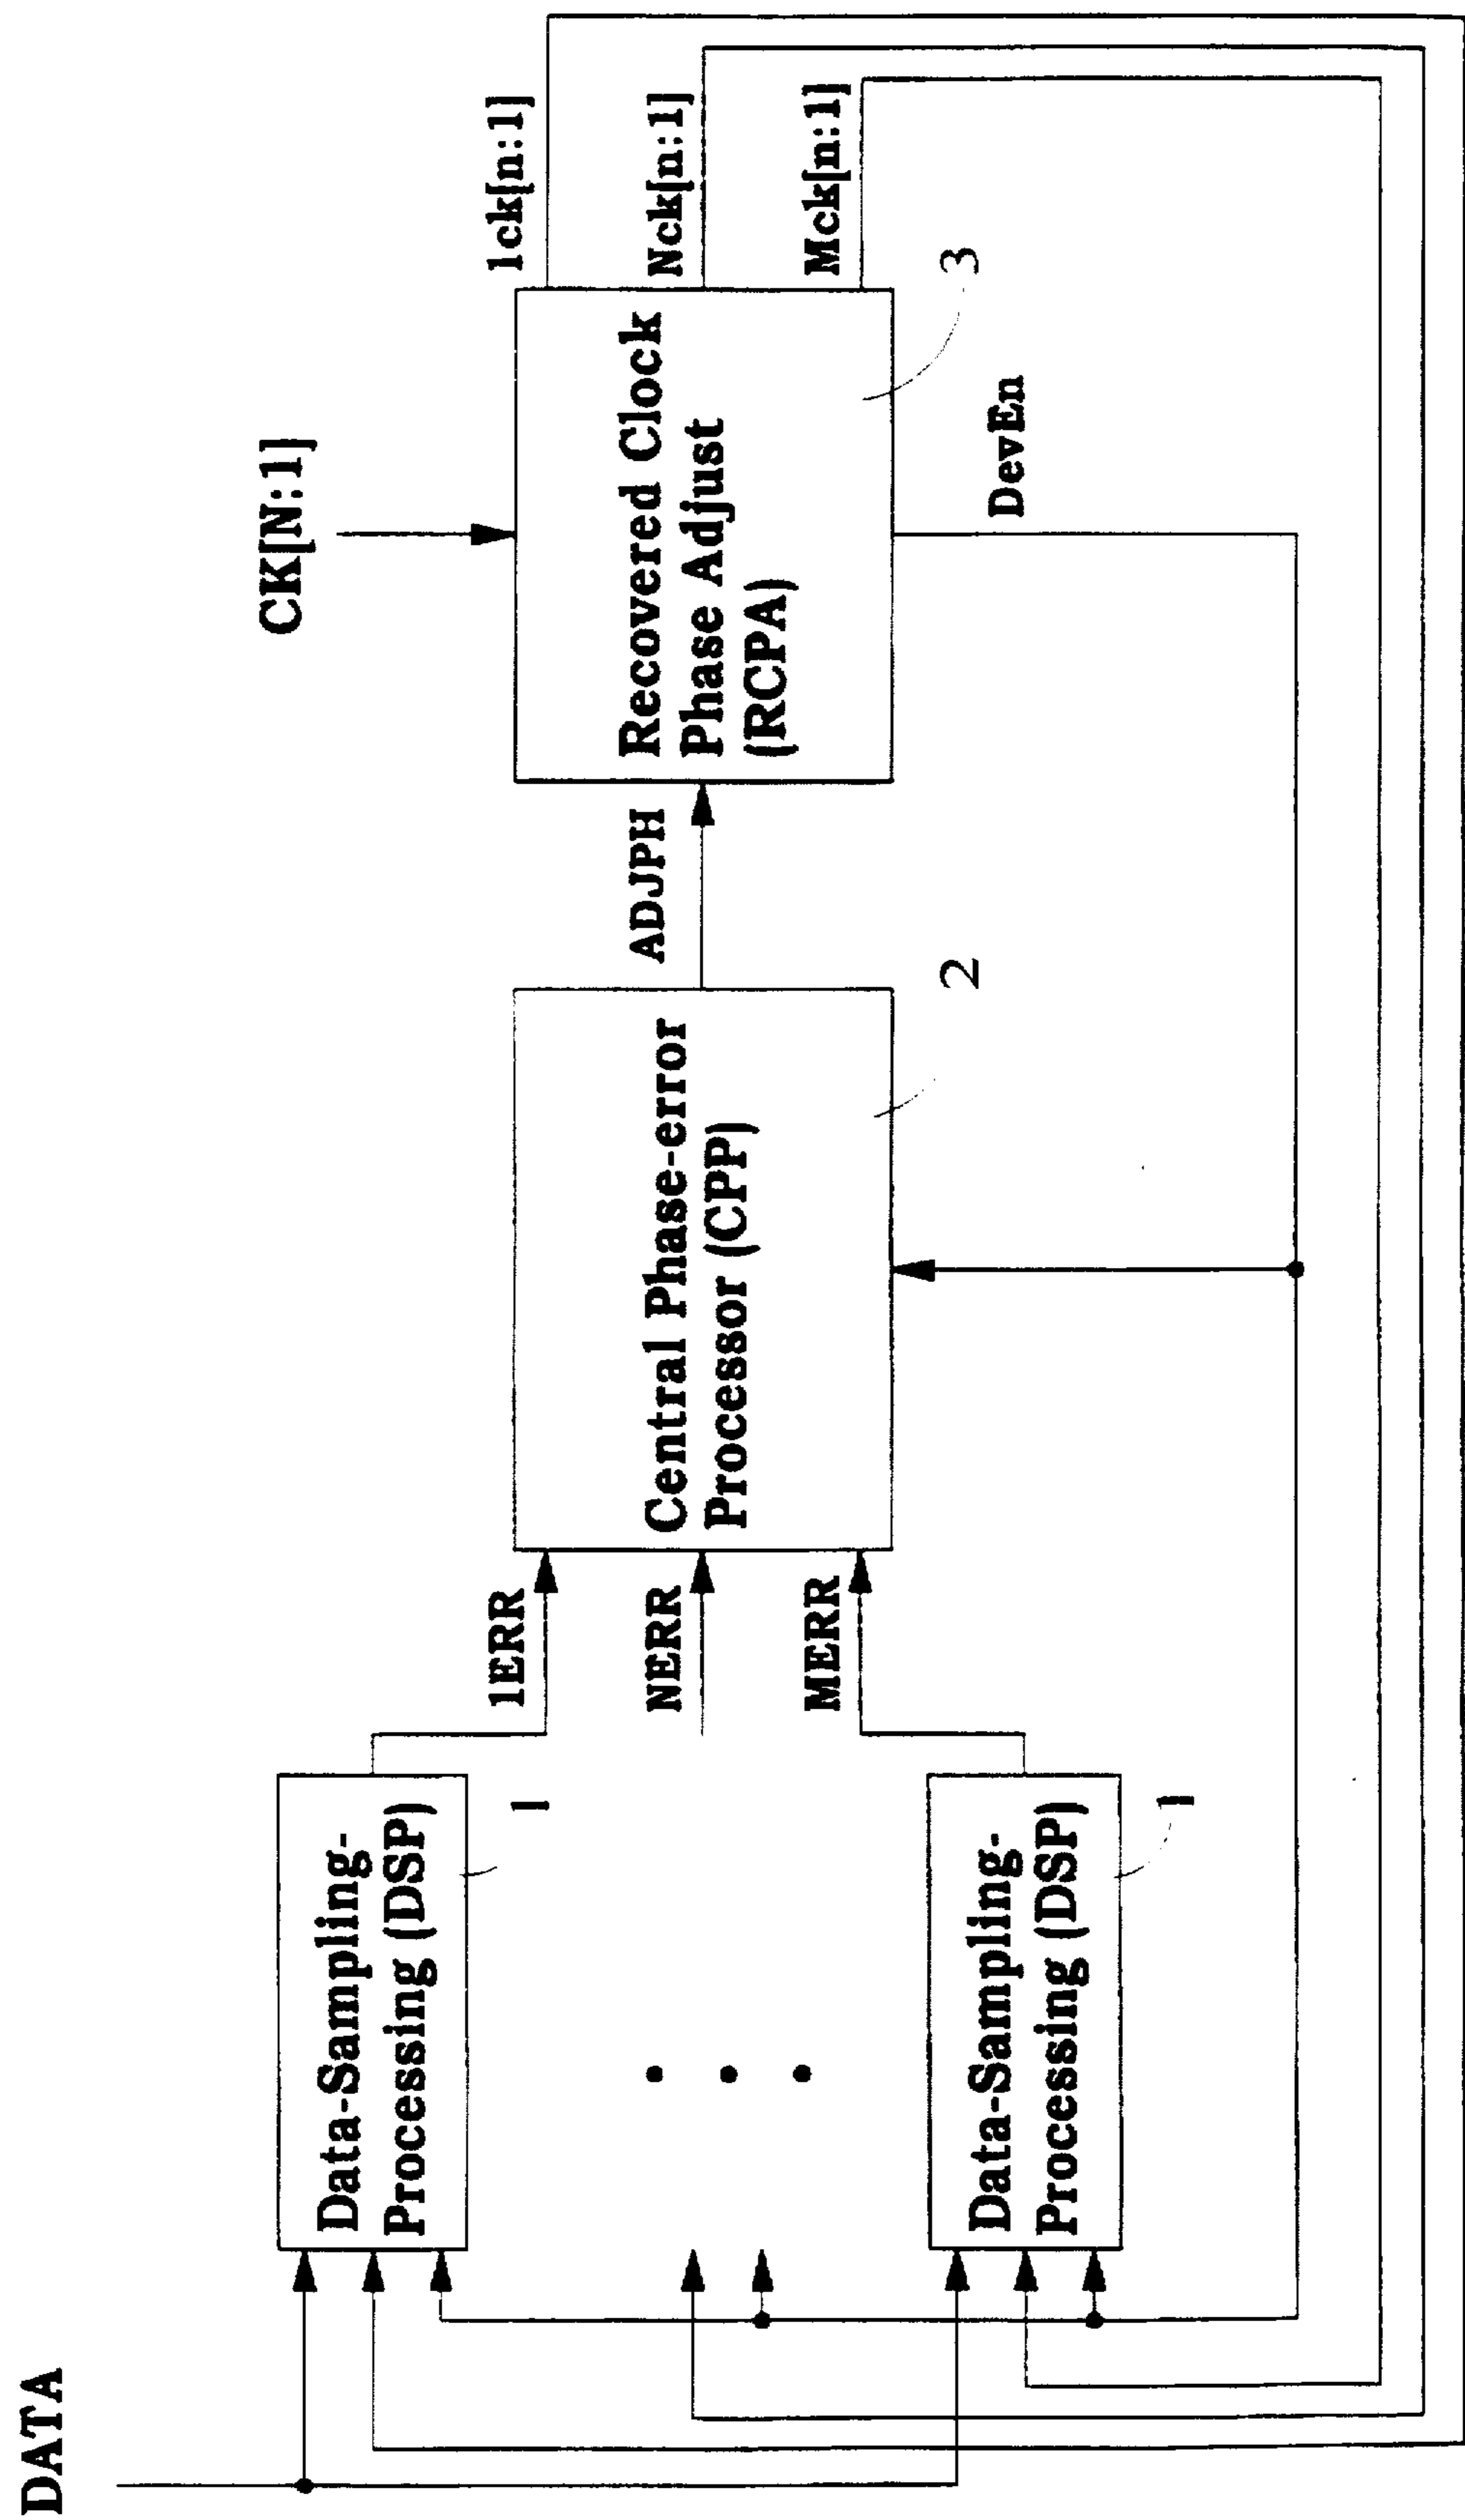 DATA
Data-Sampling-
Processing (DSP)
1
Data-Sampling-
Processing (DSP)
1
1ERR
NERR
MERR
Central Phase-error
Processor (CPP)
2
ADJPH
CK[N:1]
Recovered Clock
Phase Adjust
(RCPA)
3
DevEn
1ck[n:1]
Nck[n:1]
Mck[n:1]